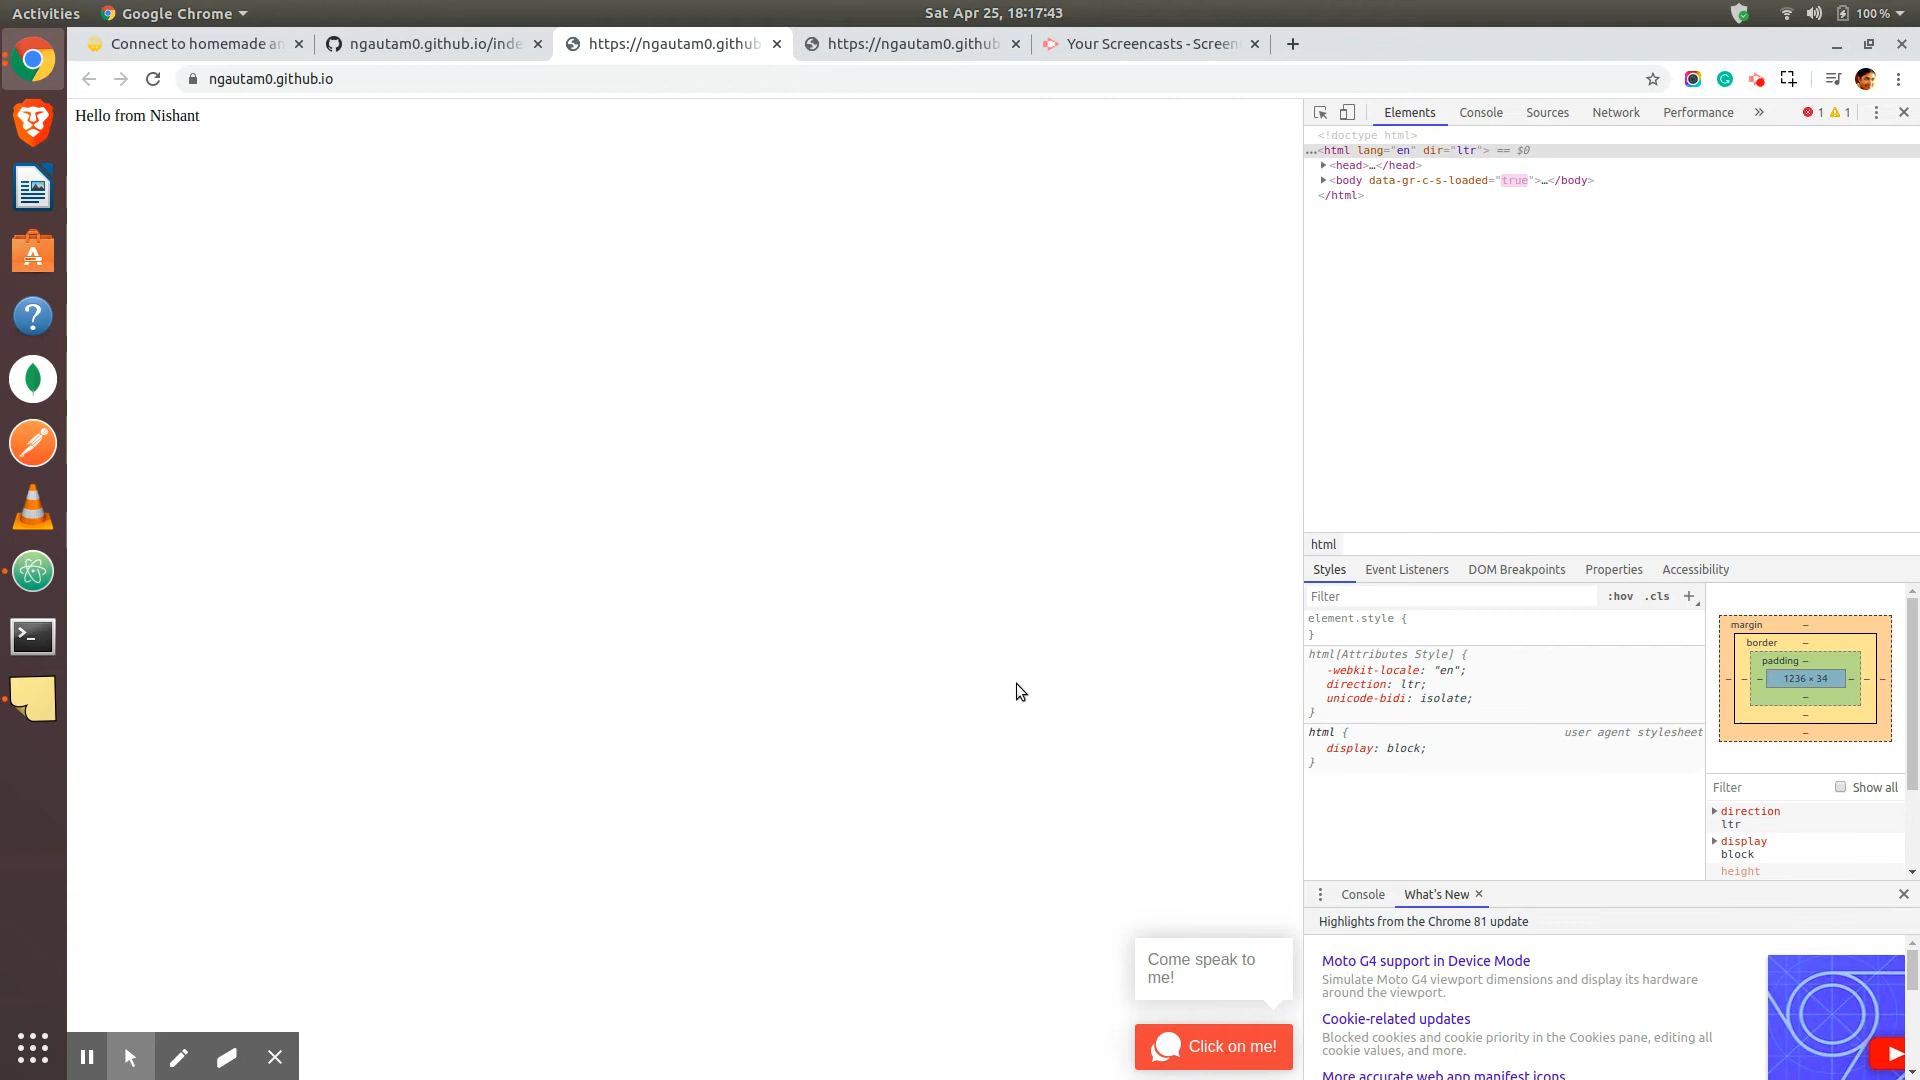 Activities
Google Chrome
Sat Apr 25, 18:17:43
100 %
Connect to homemade an
ngautam0.github.io/inde
https://ngautam0.github
https://ngautam0.github
Your Screencasts - Screen
ngautam0.github.io
Hello from Nishant
Elements
Console
Sources
Network
Performance
1
1
<!doctype html>
…<html lang="en" dir="ltr"> == $0
<head>…</head>
<body data-gr-c-s-loaded="true">…</body>
</html>
html
Styles
Event Listeners
DOM Breakpoints
Properties
Accessibility
Filter
:hov
.cls
+
element.style {
}
html[Attributes Style] {
-webkit-locale: "en";
direction: ltr;
unicode-bidi: isolate;
}
html {
user agent stylesheet
display: block;
}
margin
–
border
–
padding
–
1236 × 34
Filter
Show all
direction
ltr
display
block
height
Console
What's New
Highlights from the Chrome 81 update
Moto G4 support in Device Mode
Simulate Moto G4 viewport dimensions and display its hardware
around the viewport.
Cookie-related updates
Blocked cookies and cookie priority in the Cookies pane, editing all
cookie values, and more.
More accurate web app manifest icons
Come speak to
me!
Click on me!